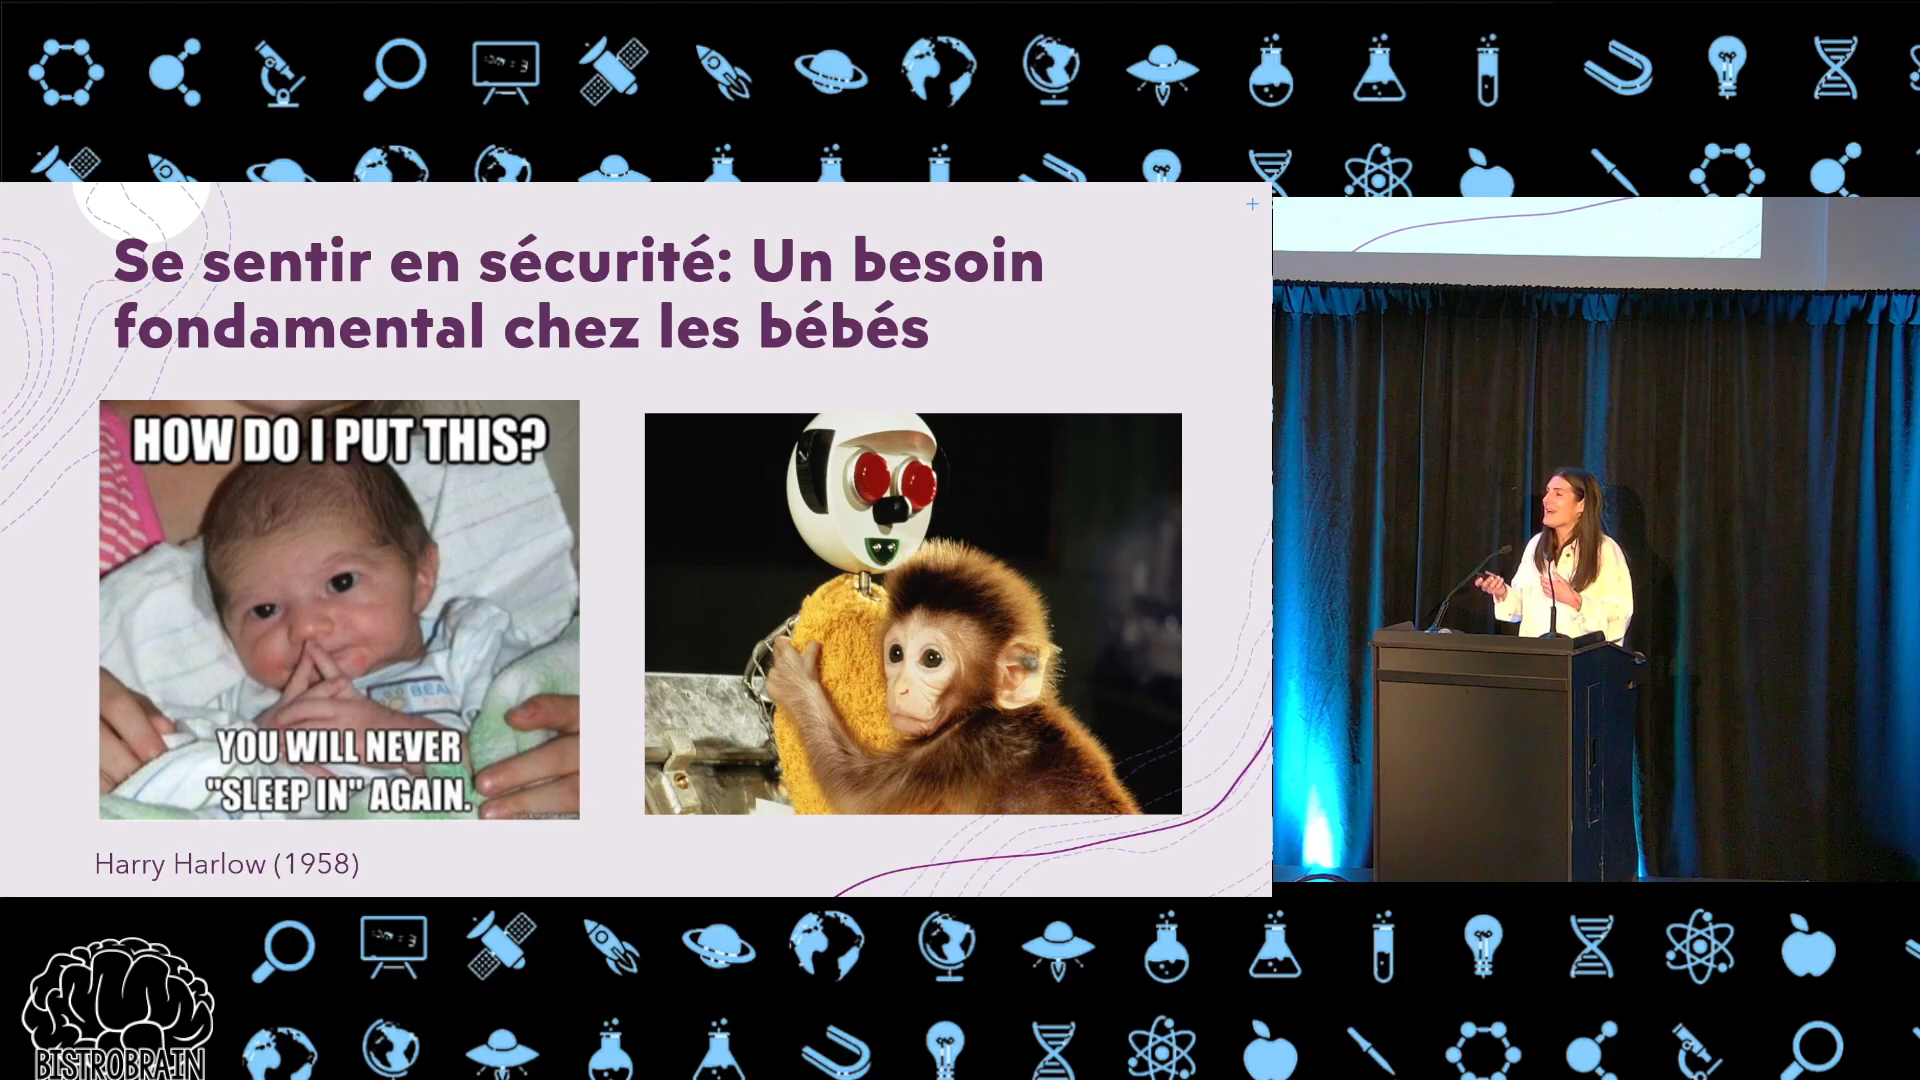 Se sentir en sécurité: Un besoin
fondamental chez les bébés
HOW DO I PUT THIS?
YOU WILL NEVER
"SLEEP IN" AGAIN.
Harry Harlow (1958)
BISTROBRAIN